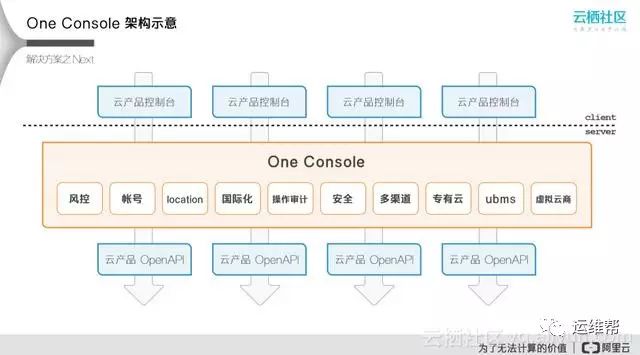 One Console 架构示意
云栖社区
解决方案之 Next
云产品控制台 云产品控制台 云产品控制台 云产品控制台
client
server
One Console
风控 帐号 location 国际化 操作审计 安全 多渠道 专有云 ubms 虚拟云商
云产品 OpenAPI 云产品 OpenAPI 云产品 OpenAPI 云产品 OpenAPI
运维帮
云栖社区
为了无法计算的价值 阿里云